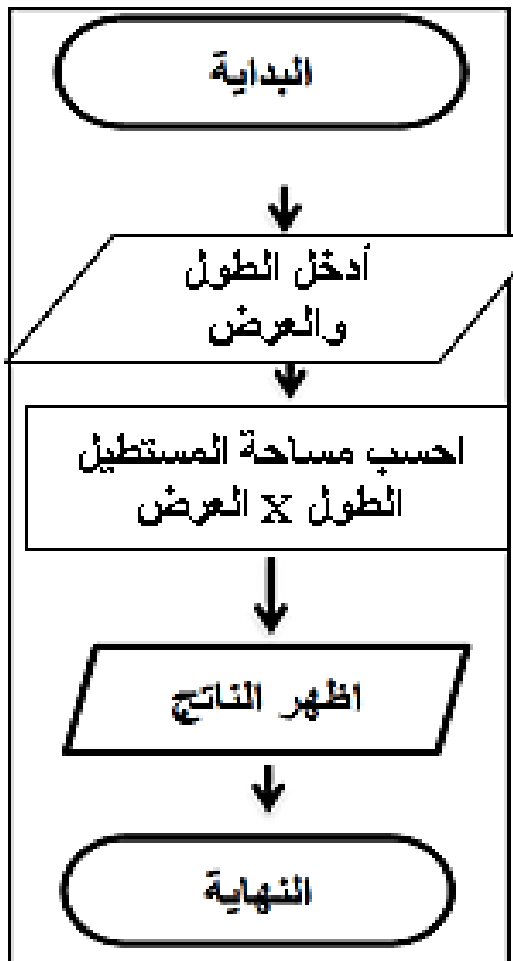 البداية
أدخل الطول
والعرض
احسب مساحة المستطيل
الطول X العرض
اظهر الناتج
النهاية